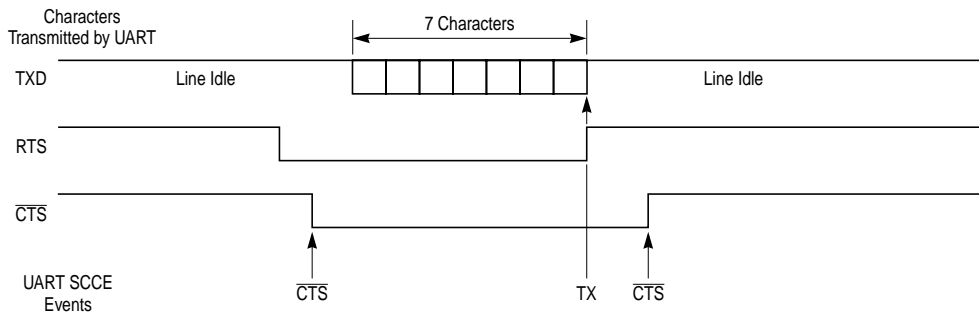 Characters
Transmitted by UART
7 Characters
TXD
Line Idle
Line Idle
RTS
CTS
UART SCCE
Events
CTS
TX
CTS